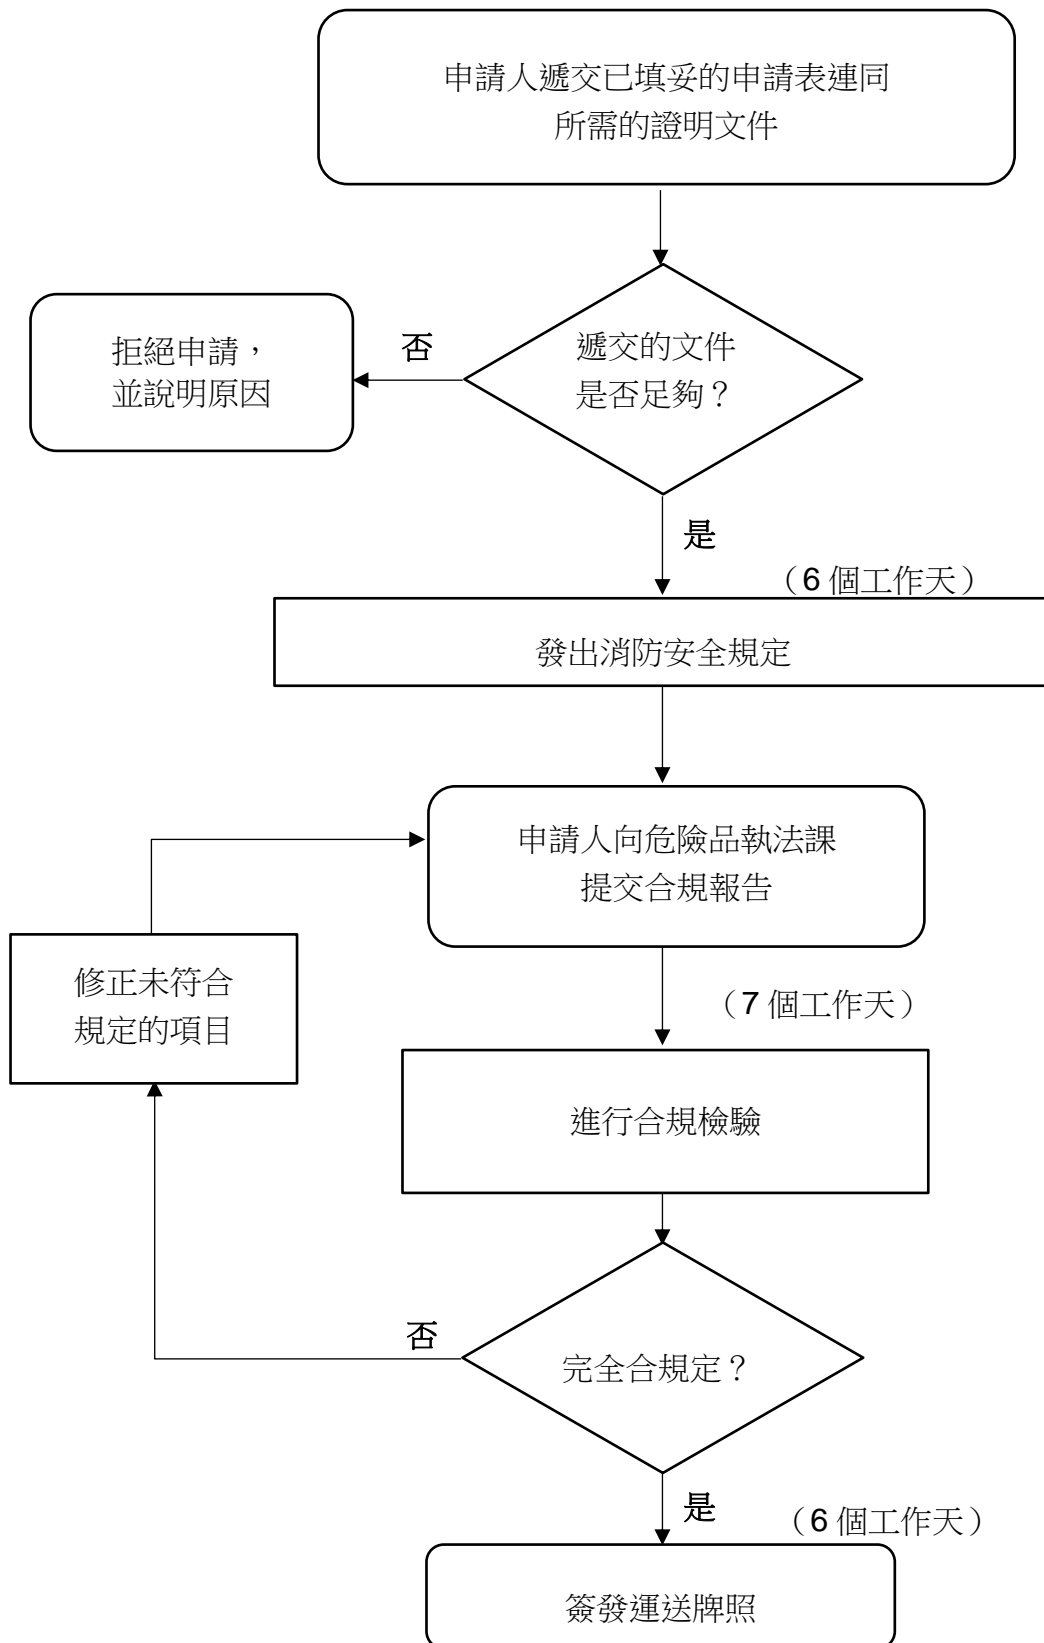 申請人遞交已填妥的申請表連同
所需的證明文件
遞交的文件
是否足夠？
否
拒絕申請，
並說明原因
是
（6 個工作天）
發出消防安全規定
申請人向危險品執法課
提交合規報告
修正未符合
規定的項目
（7 個工作天）
進行合規檢驗
否
完全合規定？
是
（6 個工作天）
簽發運送牌照